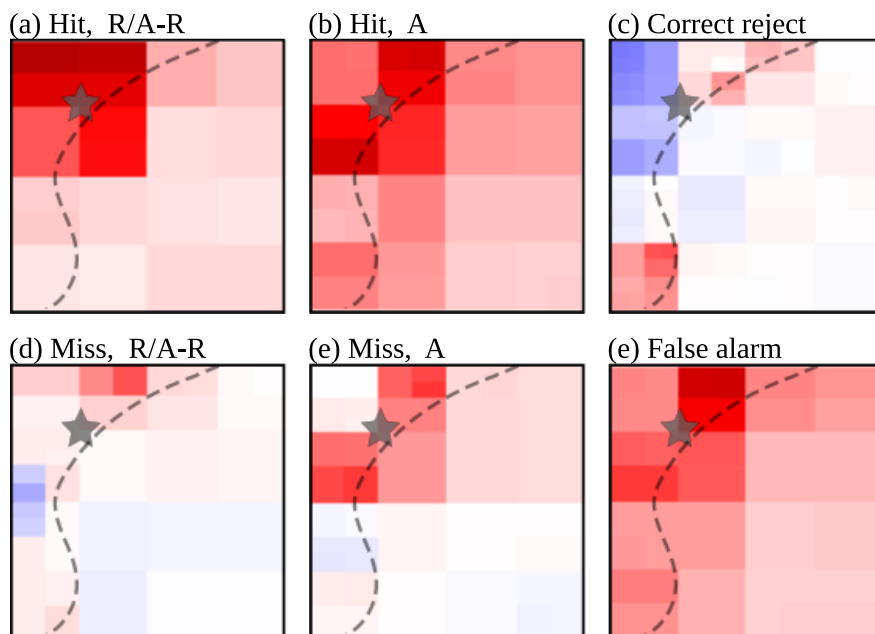 (a) Hit, R/A-R
(b) Hit, A
(c) Correct reject
(d) Miss, R/A-R
(e) Miss, A
(e) False alarm